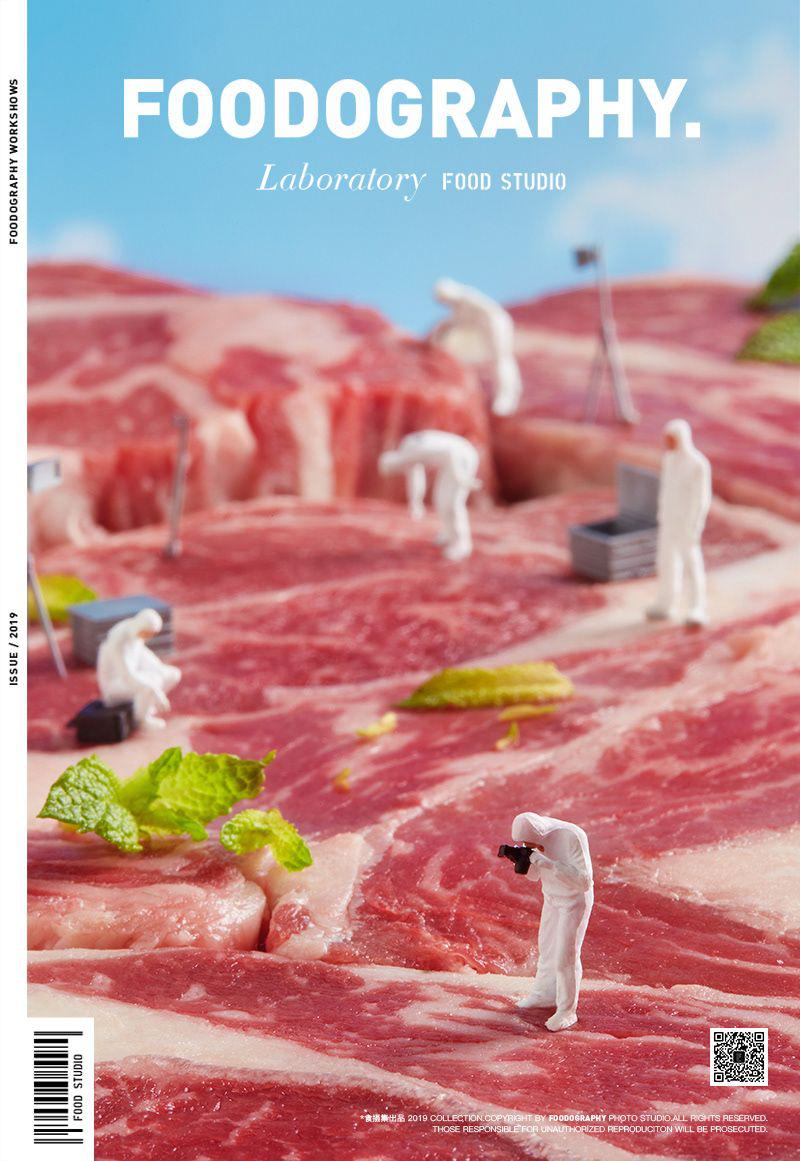 FOODOGRAPHY WORKSHOWS
FOODOGRAPHY.
Laboratory FOOD STUDIO
ISSUE / 2019
FOOD STUDIO
*食摄集出品 2019 COLLECTION.COPYRIGHT BY FOODOGRAPHY PHOTO STUDIO.ALL RIGHTS RESERVED.
THOSE RESPONSIBLE FOR UNAUTHORIZED REPRODUCITON WILL BE PROSECUTED.